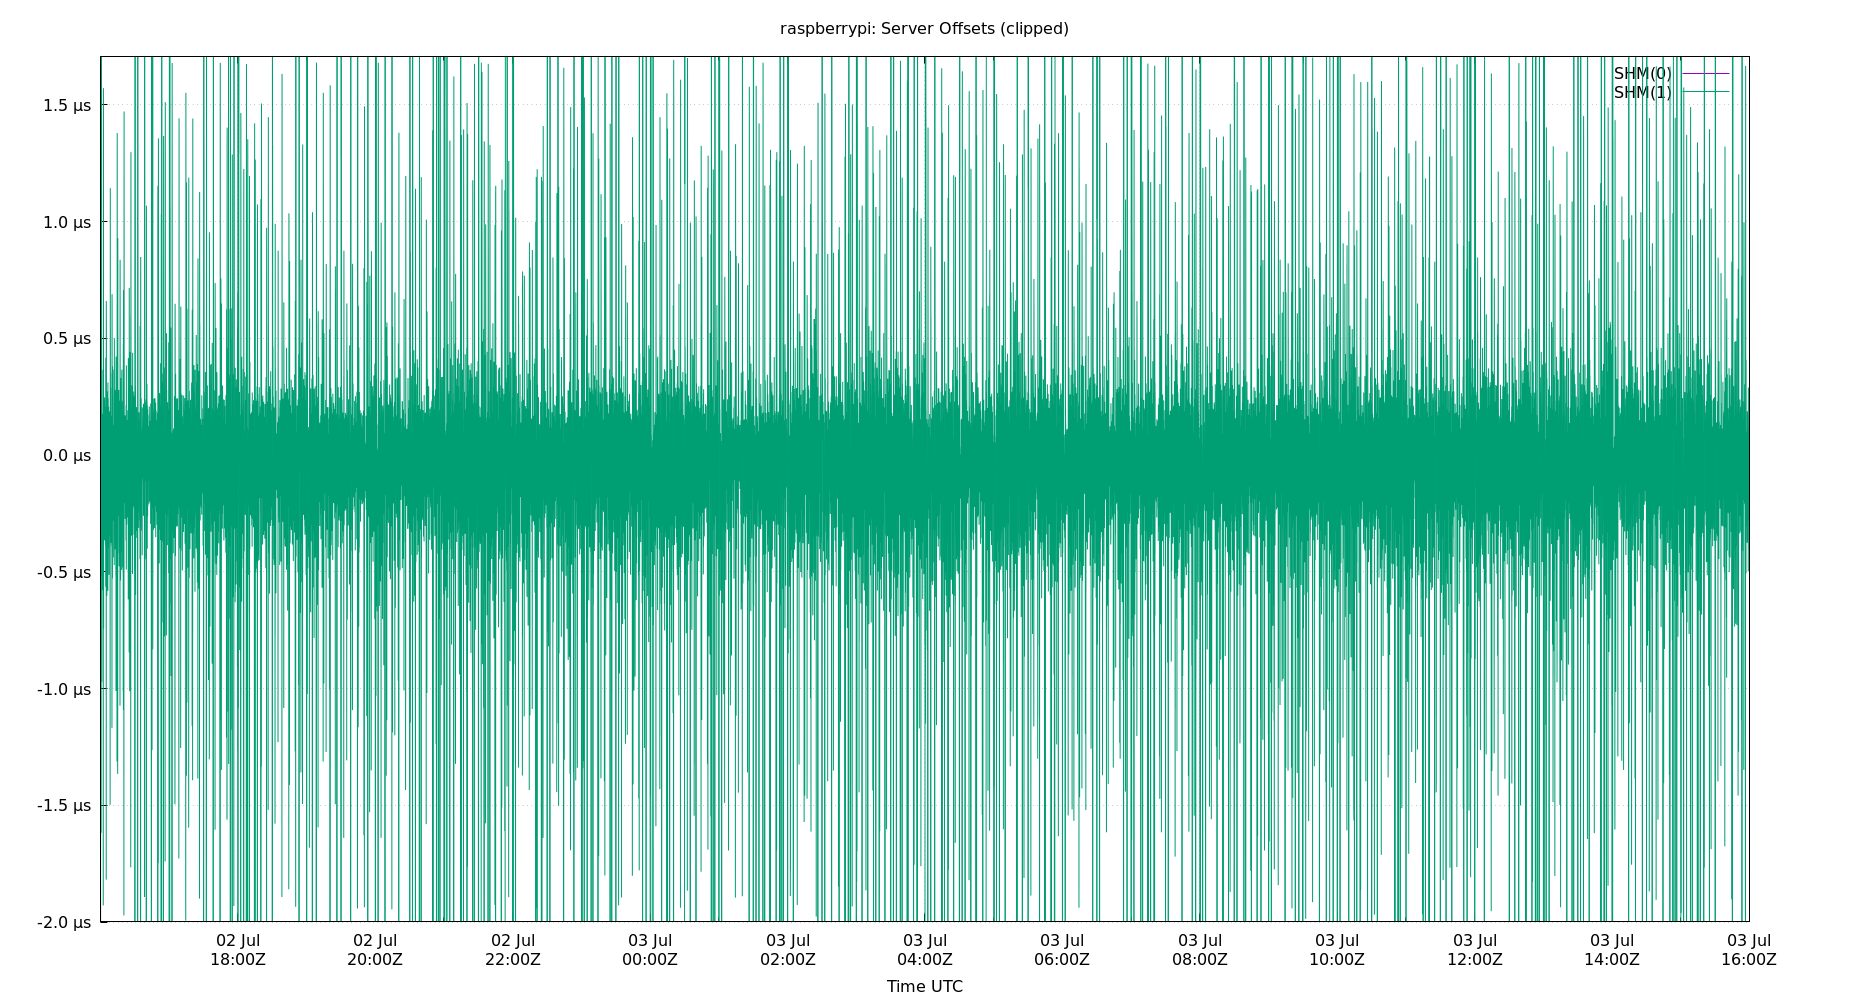 raspberrypi: Server Offsets (clipped)
SHM(0)
SHM(1)
1.5 µs
1.0 µs
0.5 µs
0.0 µs
-0.5 µs
-1.0 µs
-1.5 µs
-2.0 µs
02 Jul 02 Jul 02 Jul 03 Jul 03 Jul 03 Jul 03 Jul 03 Jul 03 Jul 03 Jul 03 Jul 03 Jul
18:00Z 20:00Z 22:00Z 00:00Z 02:00Z 04:00Z 06:00Z 08:00Z 10:00Z 12:00Z 14:00Z 16:00Z
Time UTC